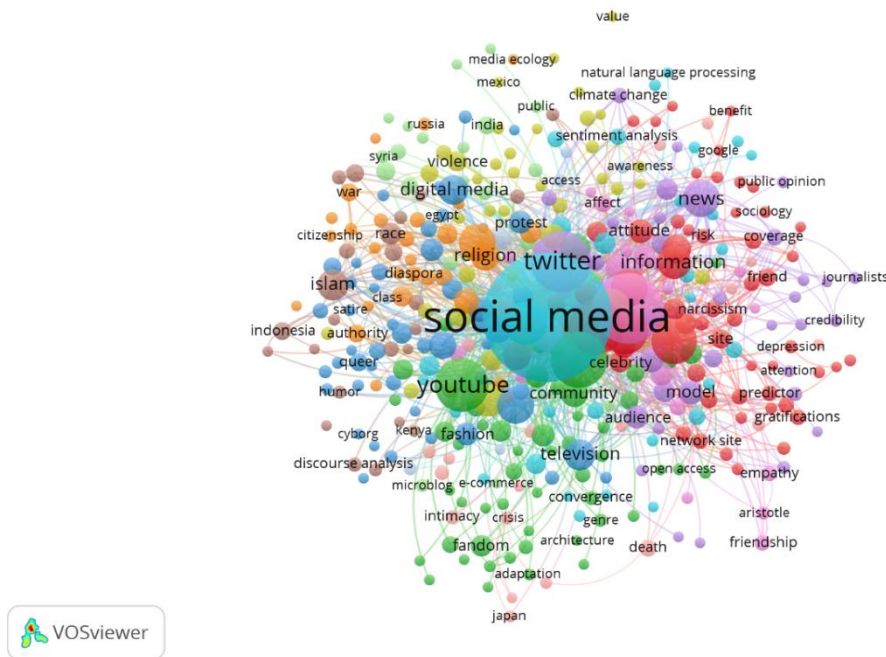 value
media ecology
natural language processing
mexico
climate change
public
benefit
russia
india
sentiment analysis
google
syria
violence
awareness
access
public opinion
war
digital media
affect
news
egypt
protest
sociology
citizenship
race
attitude
risk
coverage
religion
twitter
information
diaspora
friend
journalists
islam
class
satire
narcissism
credibility
social media
indonesia
authority
site
depression
queer
celebrity
attention
youtube
humor
community
model
predictor
gratifications
audience
cyborg
kenya
fashion
network site
television
discourse analysis
open access
empathy
microblog
e-commerce
convergence
intimacy
crisis
genre
aristotle
architecture
fandom
death
friendship
adaptation
japan
VOSviewer